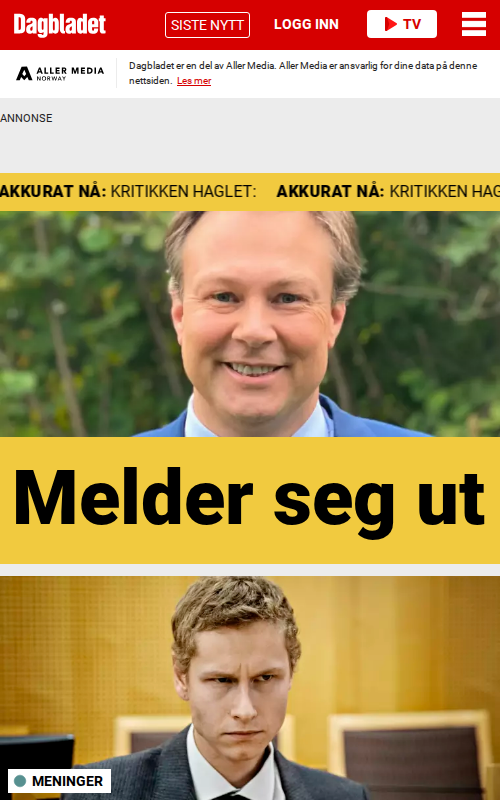 Dagbladet
SISTE NYTT
LOGG INN
TV
ALLER MEDIA
NORWAY
Dagbladet er en del av Aller Media. Aller Media er ansvarlig for dine data på denne
nettsiden. Les mer
ANNONSE
AKKURAT NÅ: KRITIKKEN HAGLET: AKKURAT NÅ: KRITIKKEN HAG
Melder seg ut
MENINGER